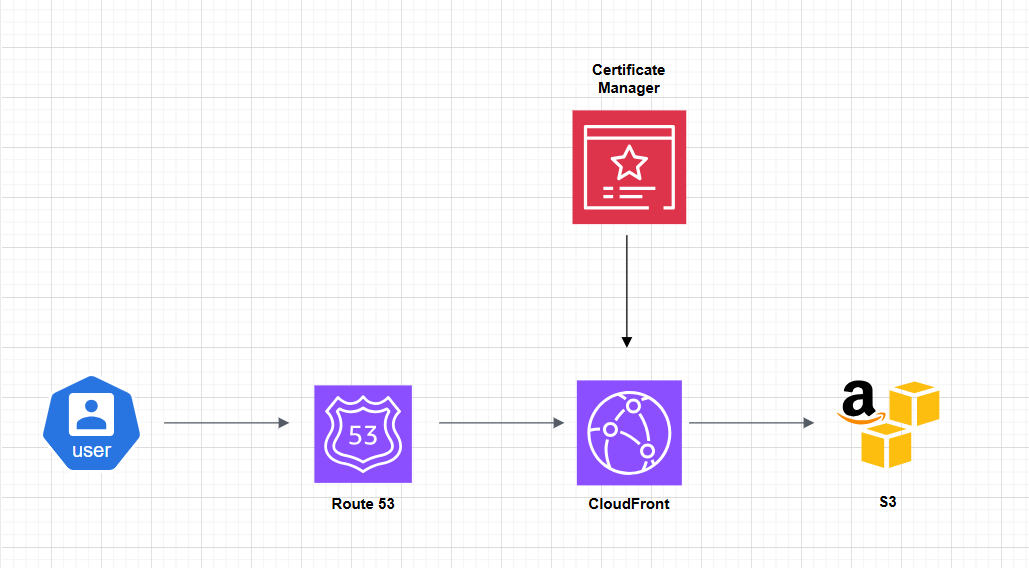 Certificate
Manager
user
53
a
Route 53
CloudFront
S3